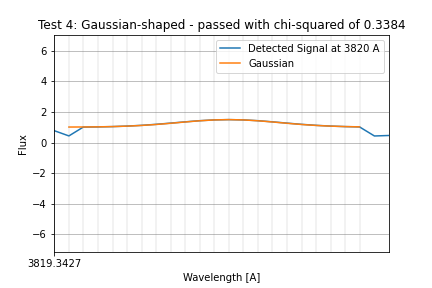 Test 4: Gaussian-shaped - passed with chi-squared of 0.3384
Detected Signal at 3820 A
Gaussian
6
4
2
0
−2
−4
−6
Flux
3819.3427
Wavelength [A]